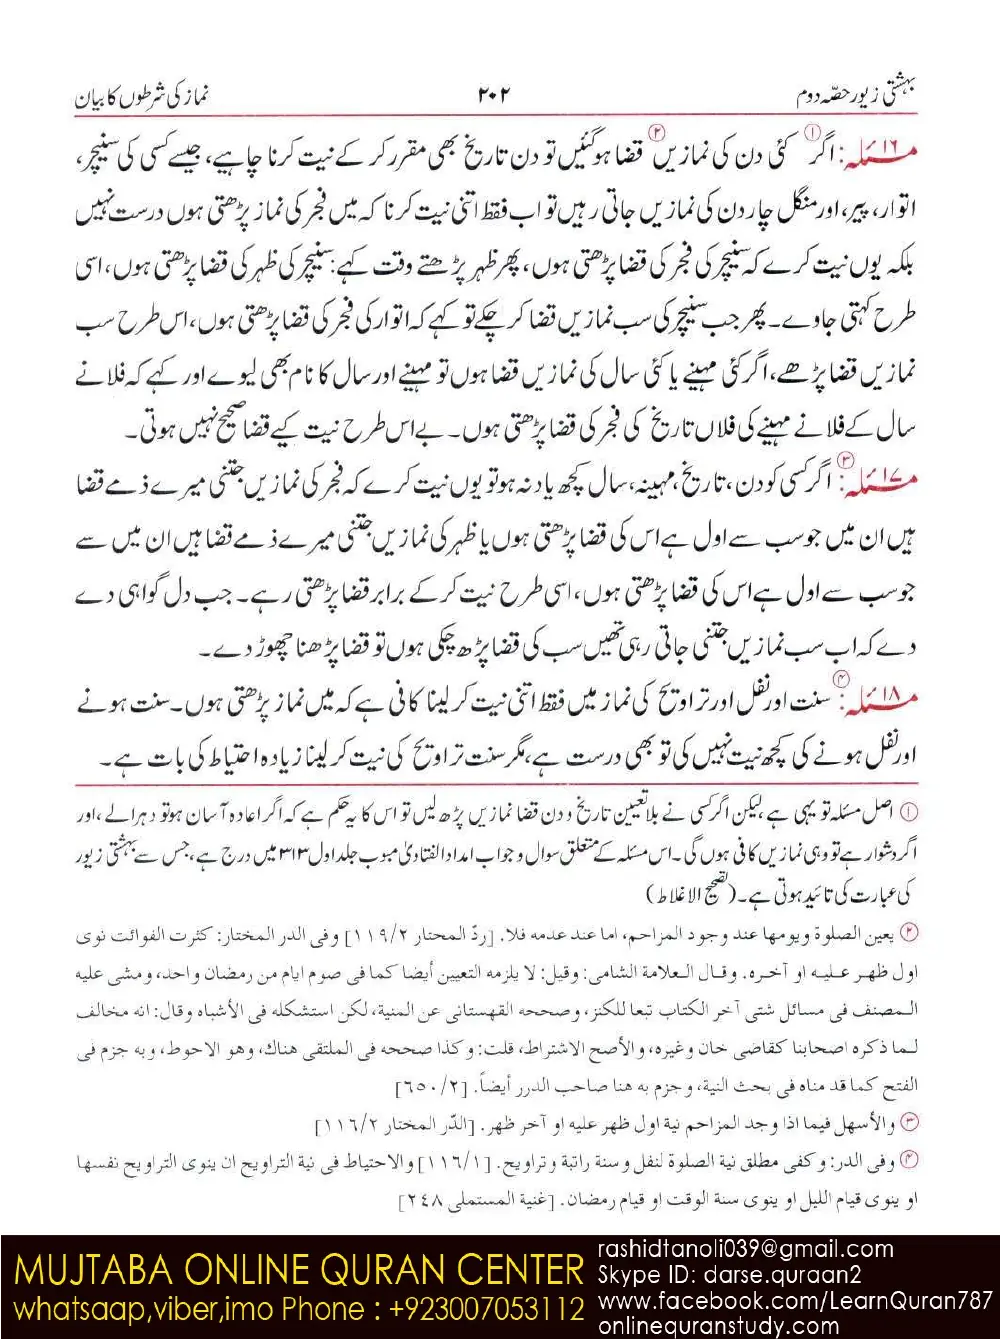 بہشتی زیور حصّہ دوم ۲۰۲ نماز کی شرطوں کا بیان
مسئلہ۱۶: اگر① کئی دن کی نمازیں② قضا ہوگئیں تو دن تاریخ بھی مقرر کر کے نیت کرنا چاہیے، جیسے کسی کی سنیچر،
اتوار، پیر، اور منگل چار دن کی نمازیں جاتی رہیں تو اب فقط اتنی نیت کرنا کہ میں فجر کی نماز پڑھتی ہوں درست نہیں
بلکہ یوں نیت کرے کہ سنیچر کی فجر کی قضا پڑھتی ہوں، پھر ظہر پڑھتے وقت کہے: سنیچر کی ظہر کی قضا پڑھتی ہوں، اسی
طرح کہتی جاوے۔ پھر جب سنیچر کی سب نمازیں قضا کر چکے تو کہے کہ اتوار کی فجر کی قضا پڑھتی ہوں، اس طرح سب
نمازیں قضا پڑھے، اگر کئی مہینے یا کئی سال کی نمازیں قضا ہوں تو مہینے اور سال کا نام بھی لیوے اور کہے کہ فلانے
سال کے فلانے مہینے کی فلاں تاریخ کی فجر کی قضا پڑھتی ہوں۔ بے اس طرح نیت کیے قضا صحیح نہیں ہوتی۔
مسئلہ۱۷:③ اگر کسی کو دن، تاریخ، مہینہ، سال کچھ یاد نہ ہو تو یوں نیت کرے کہ فجر کی نمازیں جتنی میرے ذمے قضا
ہیں ان میں جو سب سے اول ہے اس کی قضا پڑھتی ہوں یا ظہر کی نمازیں جتنی میرے ذمے قضا ہیں ان میں سے
جو سب سے اول ہے اس کی قضا پڑھتی ہوں، اسی طرح نیت کر کے برابر قضا پڑھتی رہے۔ جب دل گواہی دے
دے کہ اب سب نمازیں جتنی جاتی رہی تھیں سب کی قضا پڑھ چکی ہوں تو قضا پڑھنا چھوڑ دے۔
مسئلہ۱۸:④ سنت اور نفل اور تراویح کی نماز میں فقط اتنی نیت کر لینا کافی ہے کہ میں نماز پڑھتی ہوں۔ سنت ہونے
اور نفل ہونے کی کچھ نیت نہیں کی تو بھی درست ہے، مگر سنت تراویح کی نیت کر لینا زیادہ احتیاط کی بات ہے۔
① اصل مسئلہ تو یہی ہے، لیکن اگر کسی نے بلا تعیین تاریخ و دن قضا نمازیں پڑھ لیں تو اس کا یہ حکم ہے کہ اگر اعادہ آسان ہو تو دہرالے، اور
اگر دشوار ہے تو وہی نمازیں کافی ہوں گی۔ اس مسئلہ کے متعلق سوال و جواب امداد الفتاویٰ مبوب جلد اول ۳۱۳ میں درج ہے، جس سے بہشتی زیور
کی عبارت کی تائید ہوتی ہے۔ (تصحیح الاغلاط)
② یعین الصلوۃ ویومھا عند وجود المزاحم، اما عند عدمه فلا. [ردّ المحتار ۱۱۹/۲] وفی الدر المختار: کثرت الفوائت نوی
اول ظهر علیه او آخره. وقال العلامة الشامی: وقیل: لا یلزمه التعیین أیضا کما فی صوم ایام من رمضان واحد، ومشی علیه
المصنف فی مسائل شتی آخر الکتاب تبعا للکنز، وصححه القهستانی عن المنیة، لکن استشکله فی الأشباه وقال: انه مخالف
لما ذکره اصحابنا کقاضی خان وغیره، والأصح الاشتراط، قلت: وکذا صححه فی الملتقی هناك، وهو الاحوط، وبه جزم فی
الفتح کما قد مناه فی بحث النیة، وجزم به هنا صاحب الدرر أیضاً. [۶۵۰/۲]
③ والأسهل فیما اذا وجد المزاحم نیة اول ظهر علیه او آخر ظهر. [الدّر المختار ۱۱۶/۲]
④ وفی الدر: وکفی مطلق نیة الصلوة لنفل وسنة راتبة وتراویح. [۱۱۶/۱] والاحتیاط فی نیة التراویح ان ینوی التراویح نفسها
او ینوی قیام اللیل او ینوی سنة الوقت او قیام رمضان. [غنیة المستملی ۲۴۸]
MUJTABA ONLINE QURAN CENTER
whatsaap,viber,imo Phone : +923007053112
rashidtanoli039@gmail.com
Skype ID: darse.quraan2
www.facebook.com/LearnQuran787
onlinequranstudy.com